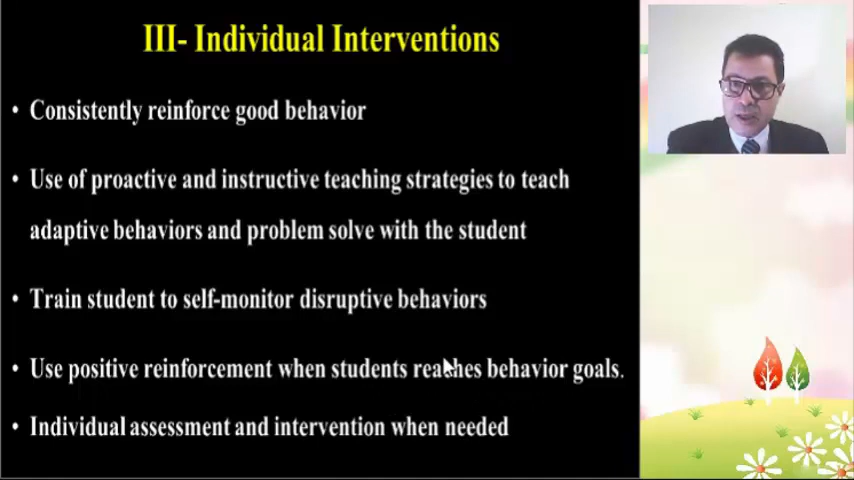 III- Individual Interventions
• Consistently reinforce good behavior
• Use of proactive and instructive teaching strategies to teach
adaptive behaviors and problem solve with the student
• Train student to self-monitor disruptive behaviors
• Use positive reinforcement when students reaches behavior goals.
• Individual assessment and intervention when needed